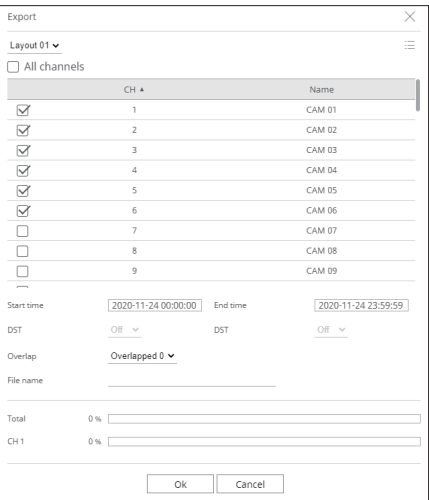 Export
Layout 01
All channels
CH ▲ Name
1 CAM 01
2 CAM 02
3 CAM 03
4 CAM 04
5 CAM 05
6 CAM 06
7 CAM 07
8 CAM 08
9 CAM 09
Start time 2020-11-24 00:00:00 End time 2020-11-24 23:59:59
DST Off DST Off
Overlap Overlapped 0
File name
Total 0 %
CH 1 0 %
Ok Cancel